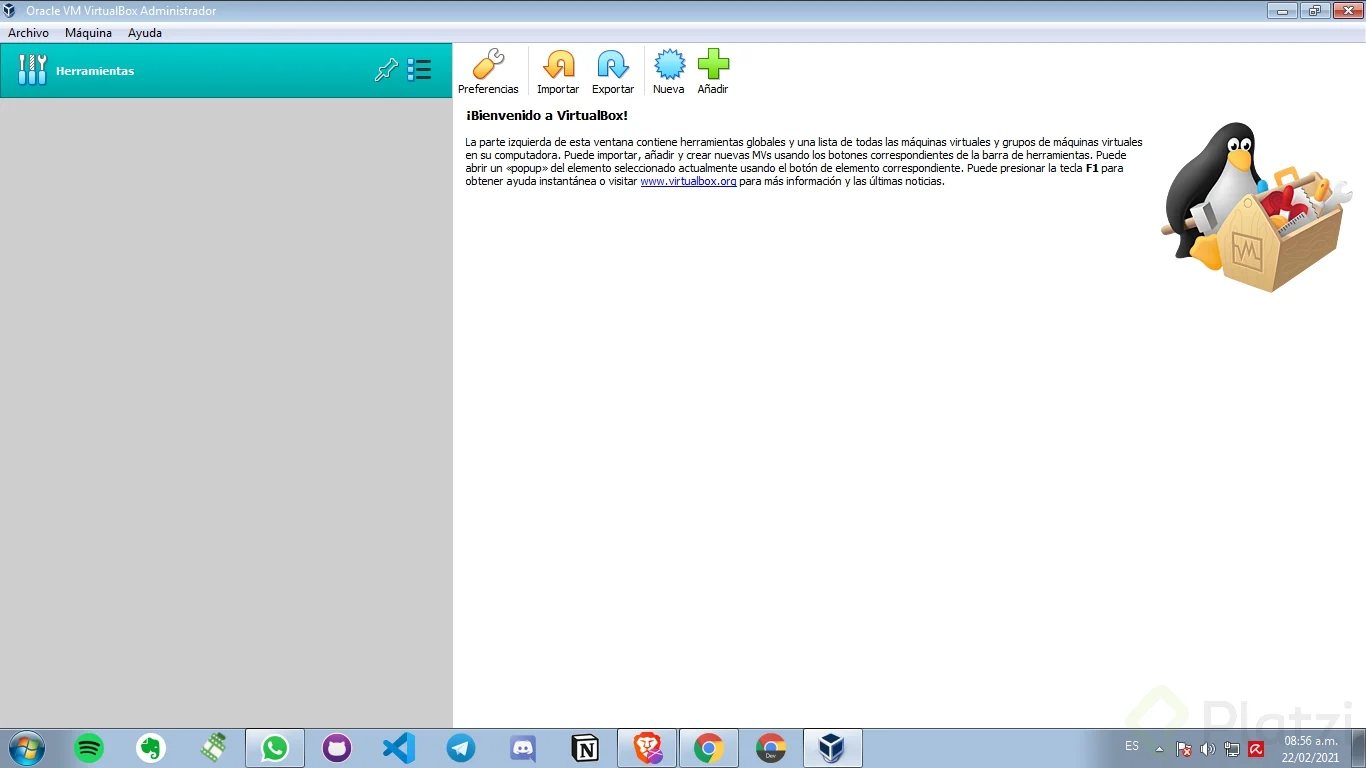 Oracle VM VirtualBox Administrador
Archivo Máquina Ayuda
Herramientas
Preferencias Importar Exportar Nueva Añadir
¡Bienvenido a VirtualBox!
La parte izquierda de esta ventana contiene herramientas globales y una lista de todas las máquinas virtuales y grupos de máquinas virtuales
en su computadora. Puede importar, añadir y crear nuevas MVs usando los botones correspondientes de la barra de herramientas. Puede
abrir un «popup» del elemento seleccionado actualmente usando el botón de elemento correspondiente. Puede presionar la tecla F1 para
obtener ayuda instantánea o visitar www.virtualbox.org para más información y las últimas noticias.
Platzi
Dev
ES
08:56 a.m.
22/02/2021